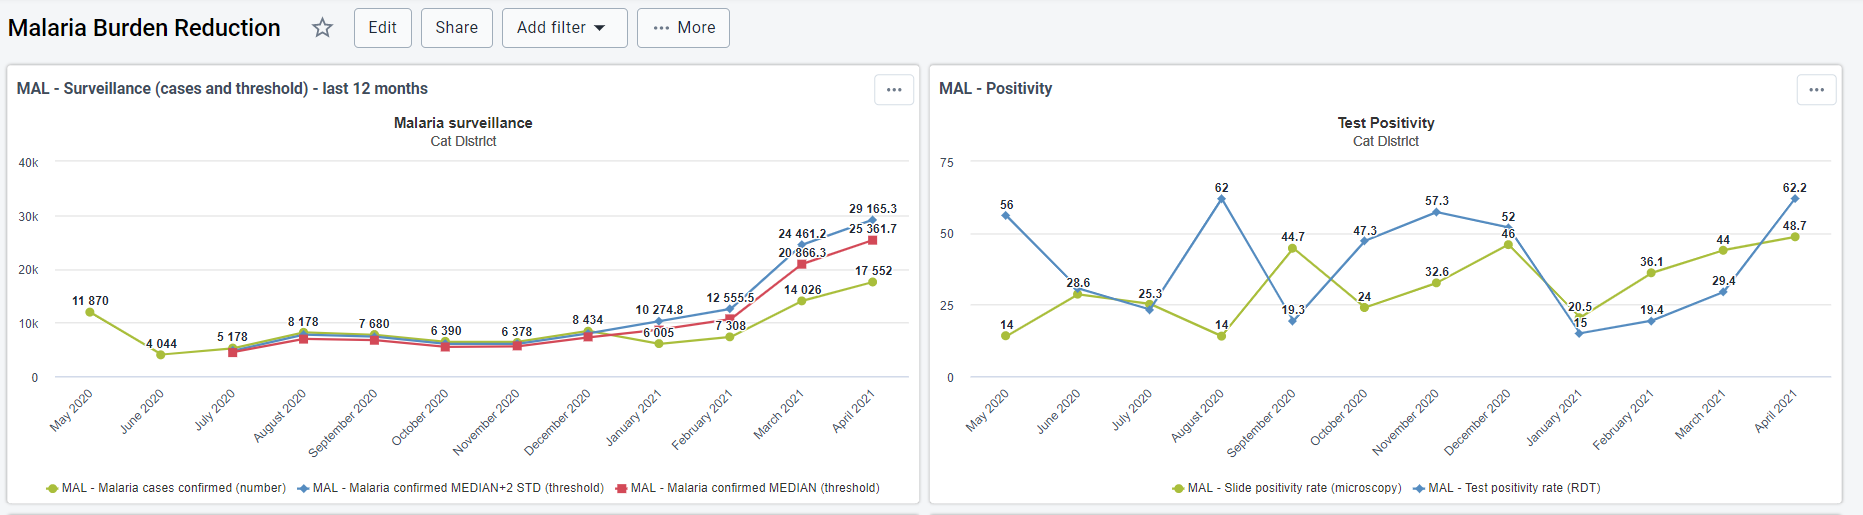 Malaria Burden Reduction
Edit
Share
Add filter
More
MAL - Surveillance (cases and threshold) - last 12 months
Malaria surveillance
Cat District
40k
30k
20k
10k
0
11 870
4 044
5 178
8 178
7 680
6 390
6 378
8 434
10 274.8
6 005
12 555.5
7 308
24 461.2
20 866.3
14 026
29 165.3
25 361.7
17 552
May 2020
June 2020
July 2020
August 2020
September 2020
October 2020
November 2020
December 2020
January 2021
February 2021
March 2021
April 2021
MAL - Malaria cases confirmed (number)
MAL - Malaria confirmed MEDIAN+2 STD (threshold)
MAL - Malaria confirmed MEDIAN (threshold)
MAL - Positivity
Test Positivity
Cat District
75
50
25
0
56
14
28.6
25.3
62
14
44.7
19.3
47.3
24
57.3
32.6
52
46
20.5
15
36.1
19.4
44
29.4
62.2
48.7
May 2020
June 2020
July 2020
August 2020
September 2020
October 2020
November 2020
December 2020
January 2021
February 2021
March 2021
April 2021
MAL - Slide positivity rate (microscopy)
MAL - Test positivity rate (RDT)